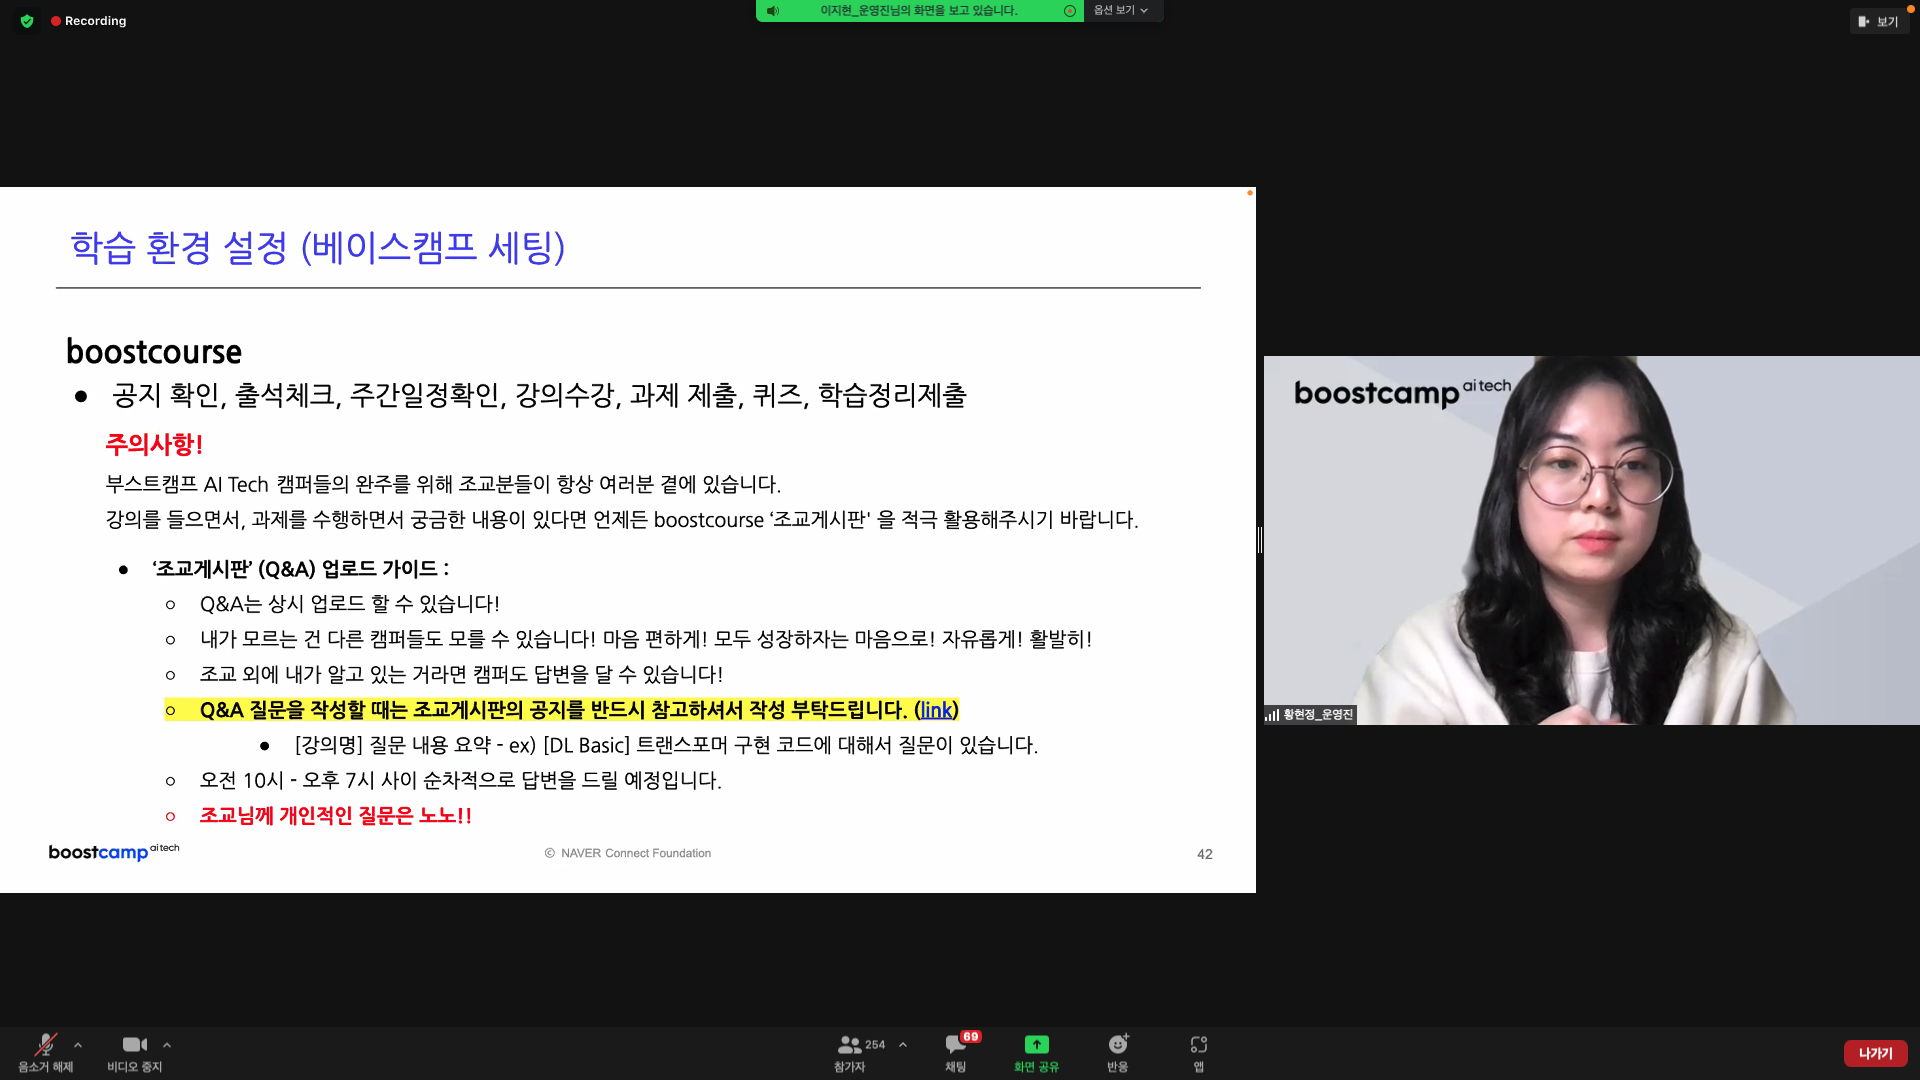 Recording
이지현_운영진님의 화면을 보고 있습니다.
옵션 보기
보기
학습 환경 설정 (베이스캠프 세팅)
boostcourse
● 공지 확인, 출석체크, 주간일정확인, 강의수강, 과제 제출, 퀴즈, 학습정리제출
주의사항!
부스트캠프 AI Tech 캠퍼들의 완주를 위해 조교분들이 항상 여러분 곁에 있습니다.
강의를 들으면서, 과제를 수행하면서 궁금한 내용이 있다면 언제든 boostcourse ‘조교게시판' 을 적극 활용해주시기 바랍니다.
● ‘조교게시판’ (Q&A) 업로드 가이드 :
○ Q&A는 상시 업로드 할 수 있습니다!
○ 내가 모르는 건 다른 캠퍼들도 모를 수 있습니다! 마음 편하게! 모두 성장하자는 마음으로! 자유롭게! 활발히!
○ 조교 외에 내가 알고 있는 거라면 캠퍼도 답변을 달 수 있습니다!
○ Q&A 질문을 작성할 때는 조교게시판의 공지를 반드시 참고하셔서 작성 부탁드립니다. (link)
● [강의명] 질문 내용 요약 - ex) [DL Basic] 트랜스포머 구현 코드에 대해서 질문이 있습니다.
○ 오전 10시 - 오후 7시 사이 순차적으로 답변을 드릴 예정입니다.
○ 조교님께 개인적인 질문은 노노!!
boostcamp ai tech
© NAVER Connect Foundation
42
boostcamp ai tech
황현정_운영진
음소거 해제
비디오 중지
254
참가자
69
채팅
화면 공유
반응
앱
나가기